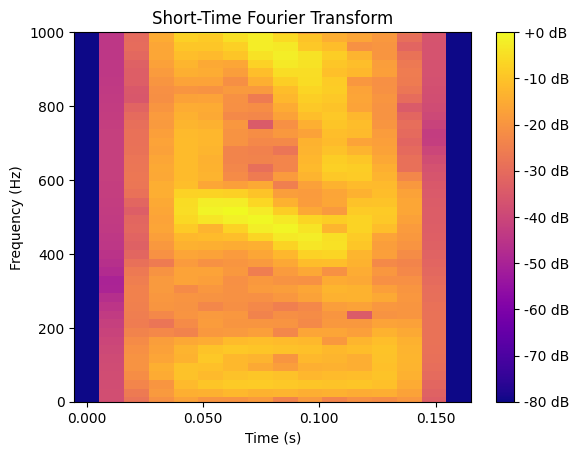 Short-Time Fourier Transform
1000
800
600
400
200
0
Frequency (Hz)
0.000
0.050
0.100
0.150
Time (s)
+0 dB
-10 dB
-20 dB
-30 dB
-40 dB
-50 dB
-60 dB
-70 dB
-80 dB